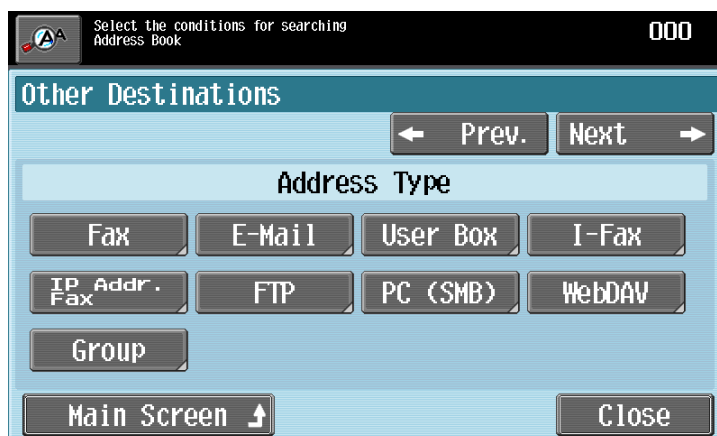 Select the conditions for searching
Address Book
000
Other Destinations
Prev.
Next
Address Type
Fax
E-Mail
User Box
I-Fax
IP Addr.
Fax
FTP
PC (SMB)
WebDAV
Group
Main Screen
Close